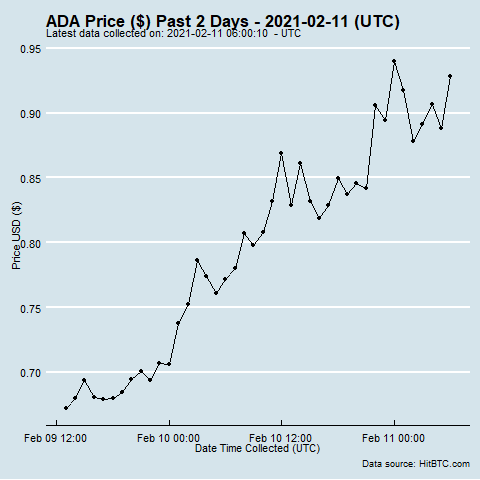 ADA Price ($) Past 2 Days - 2021-02-11 (UTC)
Latest data collected on: 2021-02-11 06:00:10 - UTC
0.95
0.90
0.85
0.80
0.75
0.70
Price USD ($)
Feb 09 12:00 Feb 10 00:00 Feb 10 12:00 Feb 11 00:00
Date Time Collected (UTC)
Data source: HitBTC.com